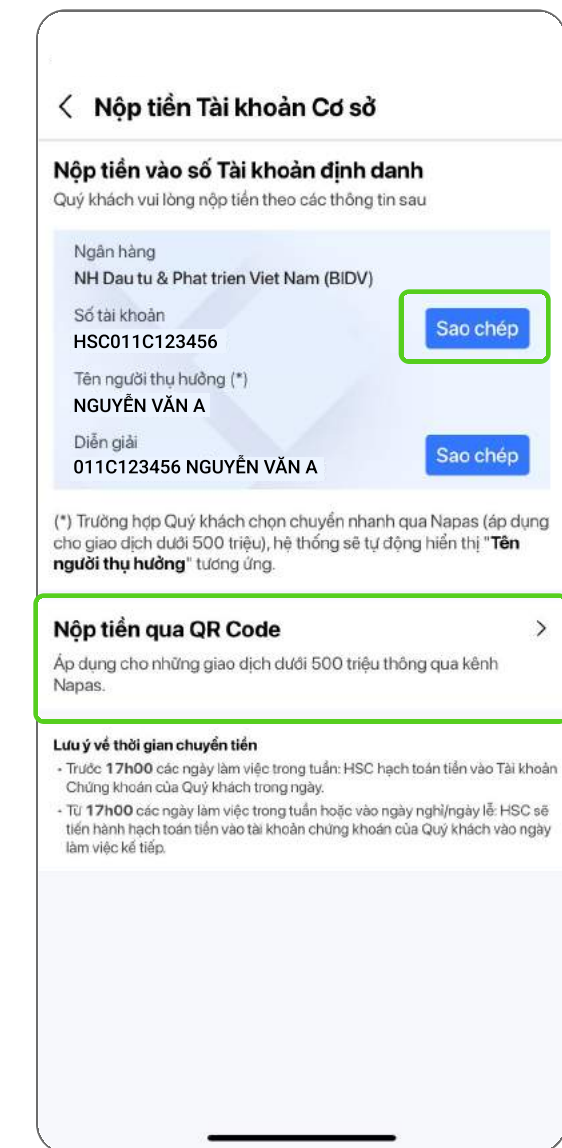 Nộp tiền Tài khoản Cơ sở
Nộp tiền vào số Tài khoản định danh
Quý khách vui lòng nộp tiền theo các thông tin sau
Ngân hàng
NH Dau tu & Phat trien Viet Nam (BIDV)
Số tài khoản
HSC011C123456
Sao chép
Tên người thụ hưởng (*)
NGUYỄN VĂN A
Diễn giải
011C123456 NGUYỄN VĂN A
Sao chép
(*) Trường hợp Quý khách chọn chuyển nhanh qua Napas (áp dụng
cho giao dịch dưới 500 triệu), hệ thống sẽ tự động hiển thị "Tên
người thụ hưởng" tương ứng.
Nộp tiền qua QR Code
Áp dụng cho những giao dịch dưới 500 triệu thông qua kênh
Napas.
Lưu ý về thời gian chuyển tiền
- Trước 17h00 các ngày làm việc trong tuần: HSC hạch toán tiền vào Tài khoản
Chứng khoán của Quý khách trong ngày.
- Từ 17h00 các ngày làm việc trong tuần hoặc vào ngày nghỉ/ngày lễ: HSC sẽ
tiến hành hạch toán tiền vào tài khoản chứng khoán của Quý khách vào ngày
làm việc kế tiếp.